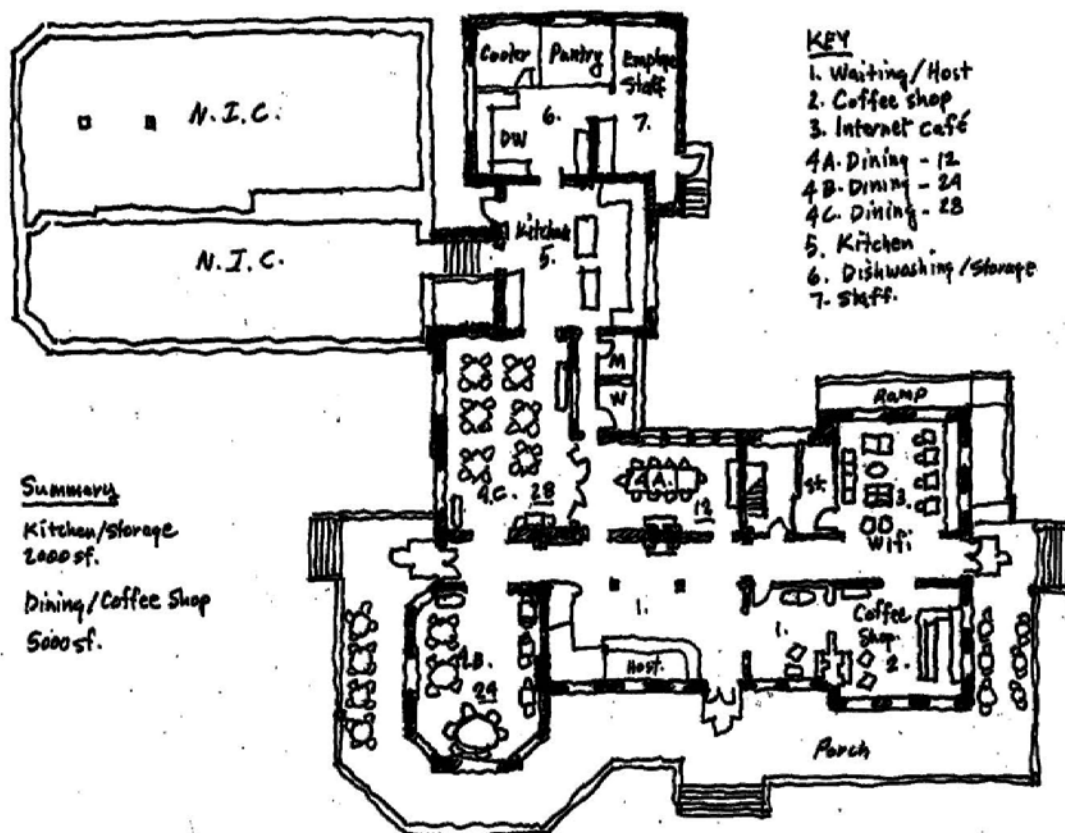 KEY
1. Waiting/Host
2. Coffee shop
3. Internet café
4A. Dining - 12
4B. Dining - 24
4C. Dining - 28
5. Kitchen
6. Dishwashing/Storage
7. Staff.
Cooler
Pantry
Employee
Staff
6.
7.
DW
N.I.C.
N.I.C.
Kitchen
5.
M
W
Ramp
4A.
12
St.
3.
Wifi
4C. 28
Summary
Kitchen/Storage
2000 sf.
Dining/Coffee Shop
5000 sf.
1.
1.
Coffee
Shop
2.
4B.
24
Host.
Porch